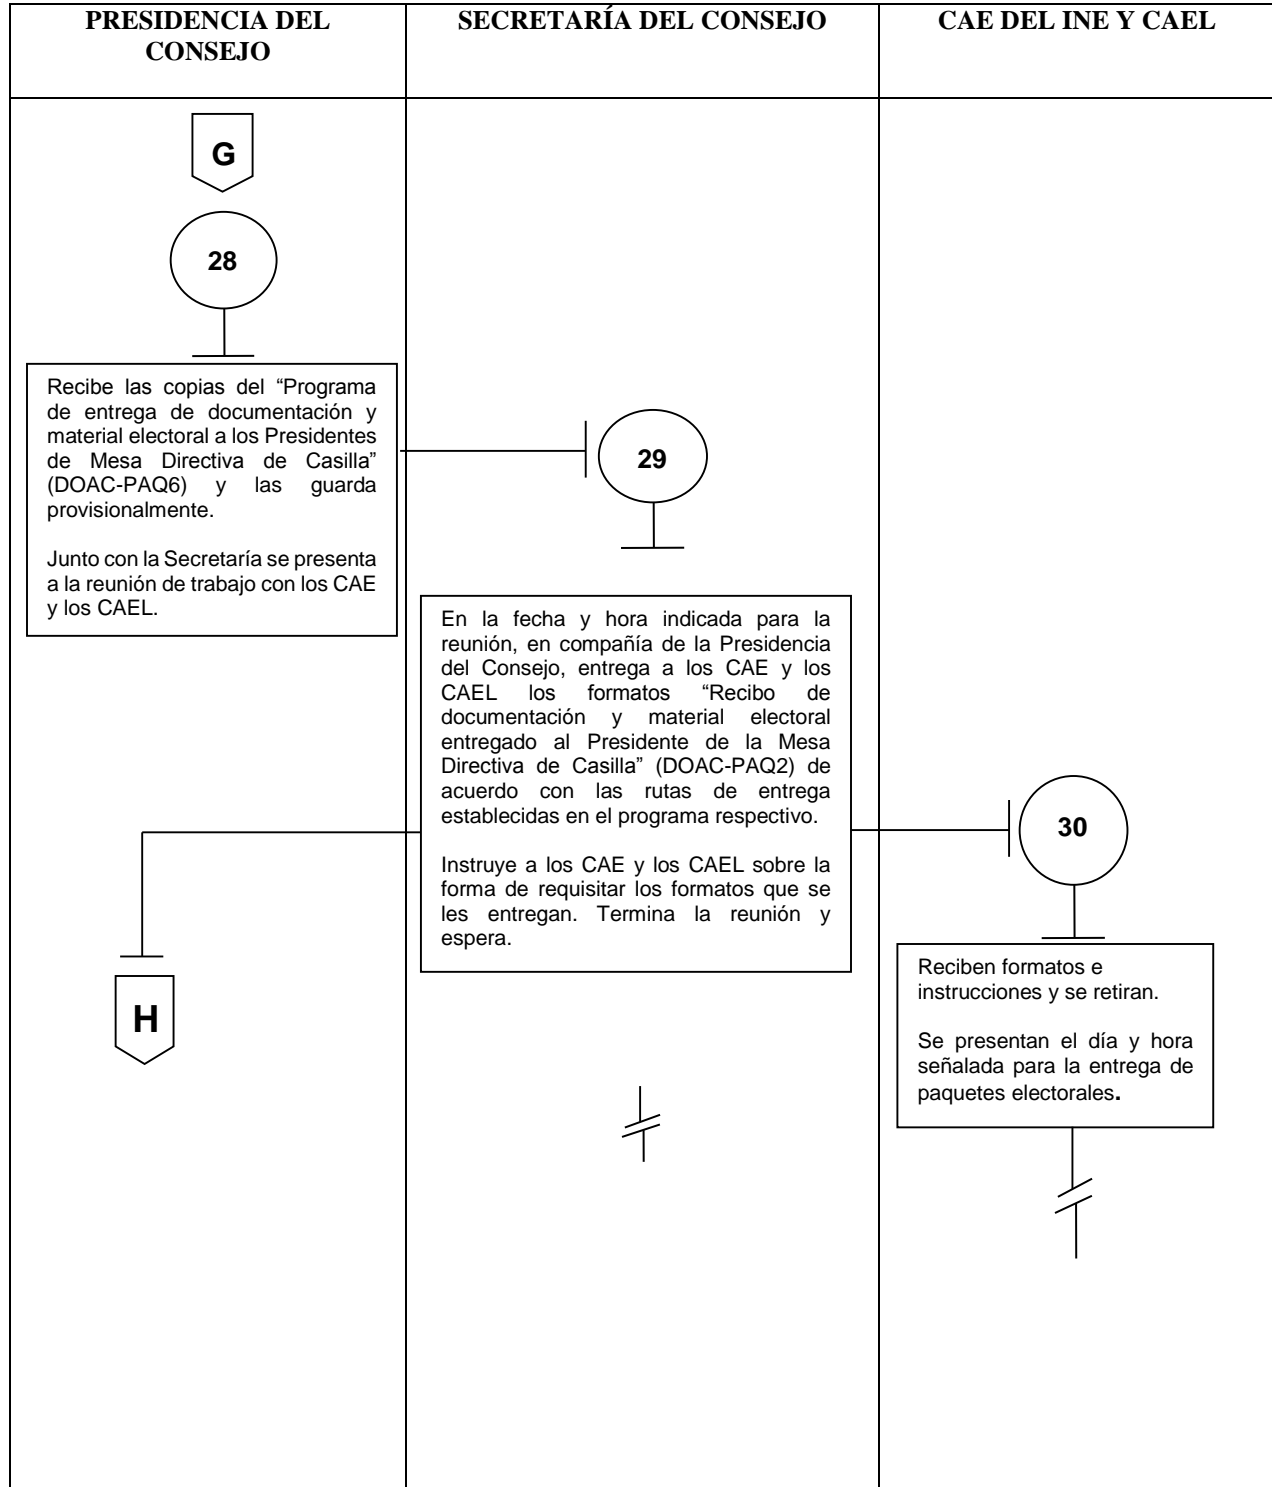 PRESIDENCIA DEL
CONSEJO
SECRETARÍA DEL CONSEJO
CAE DEL INE Y CAEL
G
28
Recibe las copias del “Programa
de entrega de documentación y
material electoral a los Presidentes
de Mesa Directiva de Casilla”
(DOAC-PAQ6) y las guarda
provisionalmente.
Junto con la Secretaría se presenta
a la reunión de trabajo con los CAE
y los CAEL.
29
En la fecha y hora indicada para la
reunión, en compañía de la Presidencia
del Consejo, entrega a los CAE y los
CAEL los formatos “Recibo de
documentación y material electoral
entregado al Presidente de la Mesa
Directiva de Casilla” (DOAC-PAQ2) de
acuerdo con las rutas de entrega
establecidas en el programa respectivo.
Instruye a los CAE y los CAEL sobre la
forma de requisitar los formatos que se
les entregan. Termina la reunión y
espera.
30
Reciben formatos e
instrucciones y se retiran.
Se presentan el día y hora
señalada para la entrega de
paquetes electorales.
H